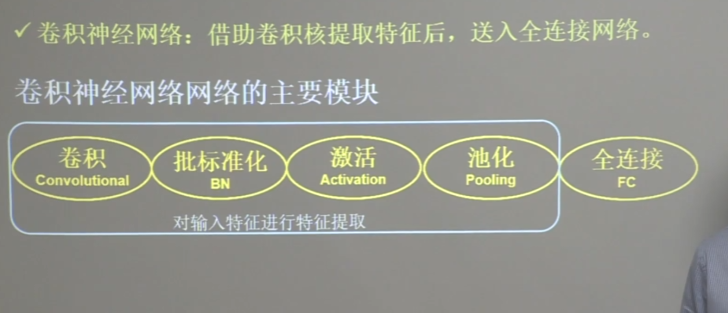 ✓卷积神经网络：借助卷积核提取特征后，送入全连接网络。
卷积神经网络网络的主要模块
卷积 批标准化 激活 池化 全连接
Convolutional BN Activation Pooling FC
对输入特征进行特征提取